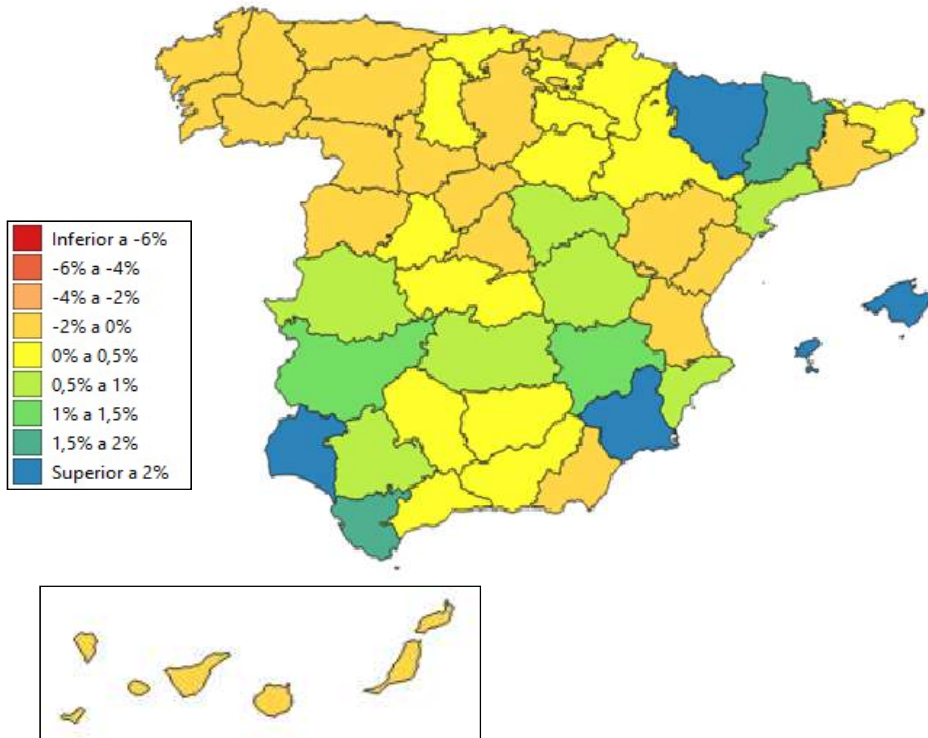 Inferior a -6%
-6% a -4%
-4% a -2%
-2% a 0%
0% a 0,5%
0,5% a 1%
1% a 1,5%
1,5% a 2%
Superior a 2%